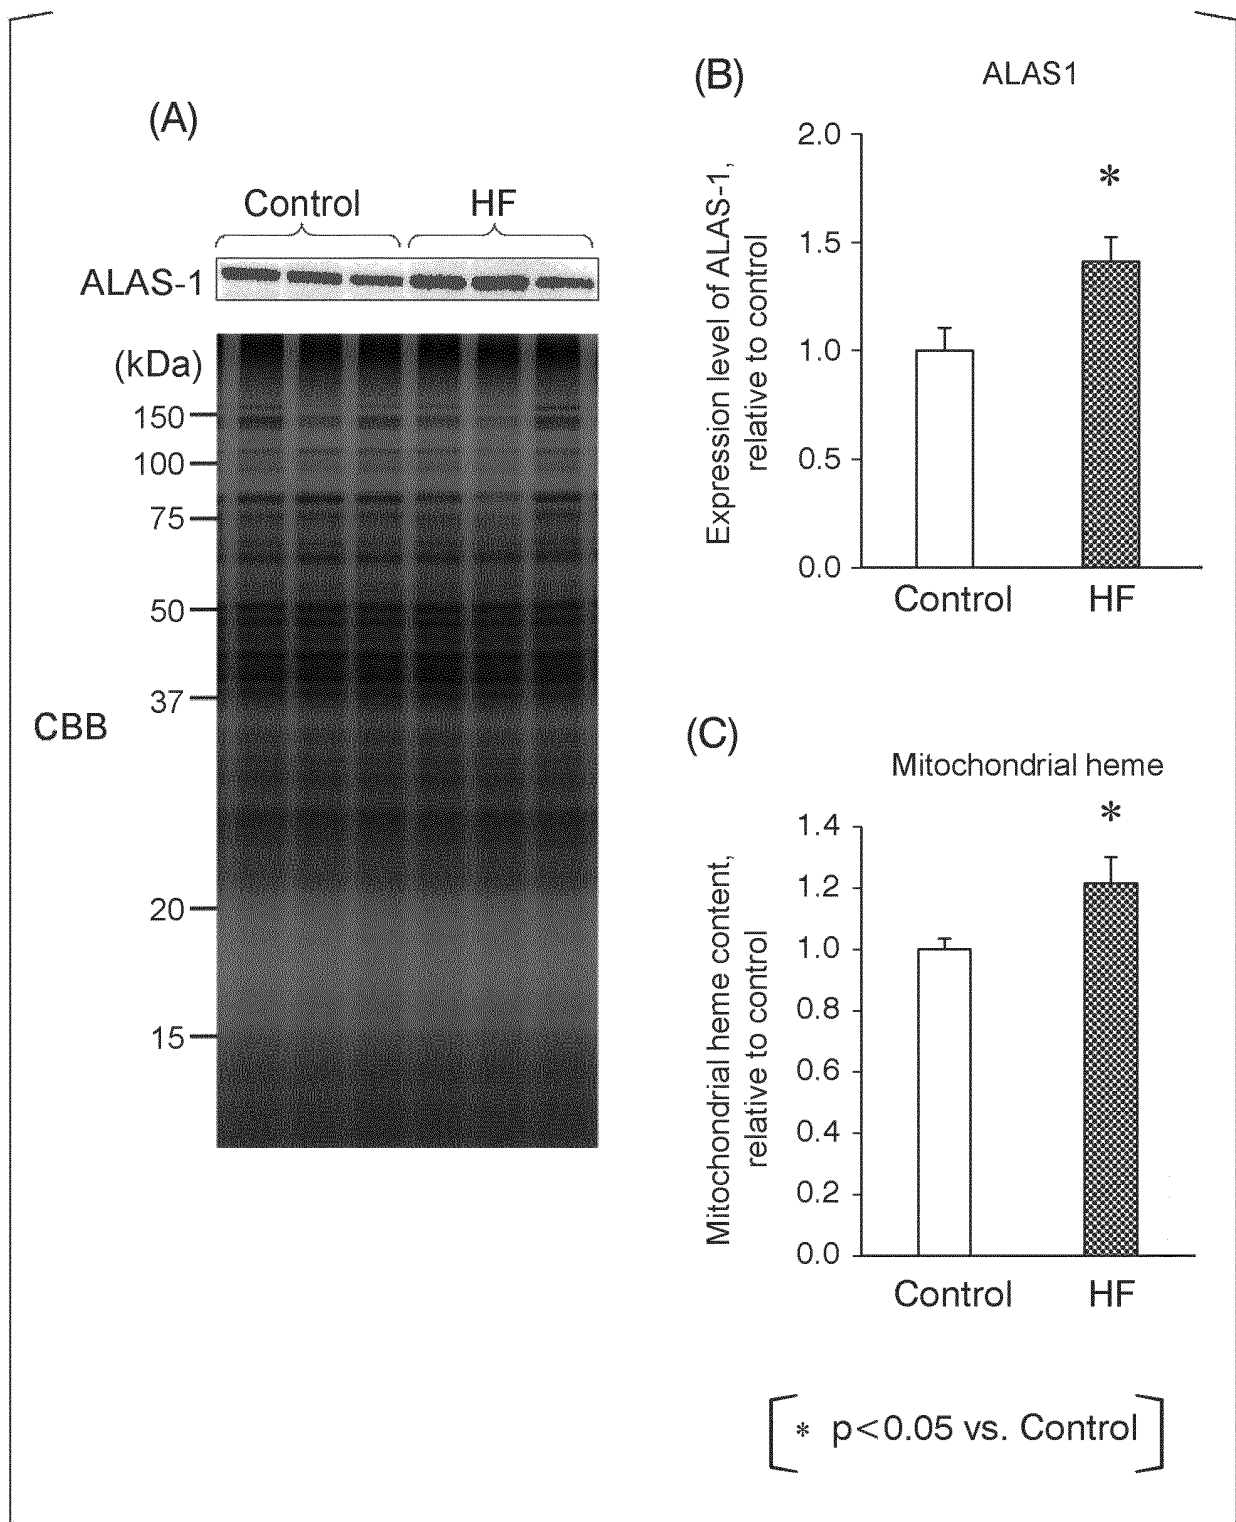 (A)
Control HF
ALAS-1
(kDa)
150
100
75
50
37
CBB
20
15
(B)
ALAS1
Expression level of ALAS-1,
relative to control
2.0
1.5
1.0
0.5
0.0
*
Control HF
(C)
Mitochondrial heme
Mitochondrial heme content,
relative to control
1.4
1.2
1.0
0.8
0.6
0.4
0.2
0.0
*
Control HF
* p<0.05 vs. Control